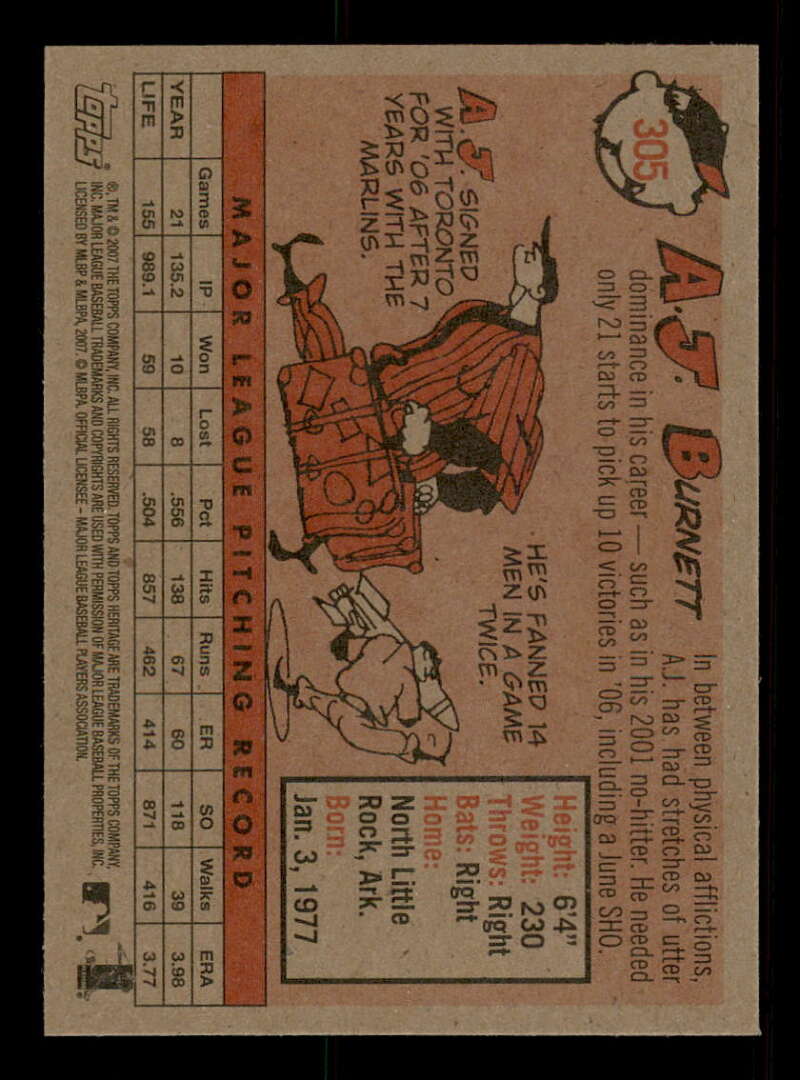 305
A.J. BURNETT
In between physical afflictions,
A.J. has had stretches of utter
dominance in his career — such as in his 2001 no-hitter. He needed
only 21 starts to pick up 10 victories in '06, including a June SHO.
A.J. SIGNED
WITH TORONTO
FOR '06 AFTER 7
YEARS WITH THE
MARLINS.
HE'S FANNED 14
MEN IN A GAME
TWICE.
Height: 6'4"
Weight: 230
Throws: Right
Bats: Right
Home:
North Little
Rock, Ark.
Born:
Jan. 3, 1977
MAJOR LEAGUE PITCHING RECORD
Games IP Won Lost Pct Hits Runs ER SO Walks ERA
YEAR 21 135.2 10 8 .556 138 67 60 118 39 3.98
LIFE 155 989.1 59 58 .504 857 462 414 871 416 3.77
Topps
®, TM & © 2007 THE TOPPS COMPANY, INC. ALL RIGHTS RESERVED. TOPPS AND TOPPS HERITAGE ARE TRADEMARKS OF THE TOPPS COMPANY,
INC. MAJOR LEAGUE BASEBALL TRADEMARKS AND COPYRIGHTS ARE USED WITH PERMISSION OF MAJOR LEAGUE BASEBALL PROPERTIES, INC.
LICENSED BY MLBP & MLBPA, 2007. © MLBPA. OFFICIAL LICENSEE – MAJOR LEAGUE BASEBALL PLAYERS ASSOCIATION.